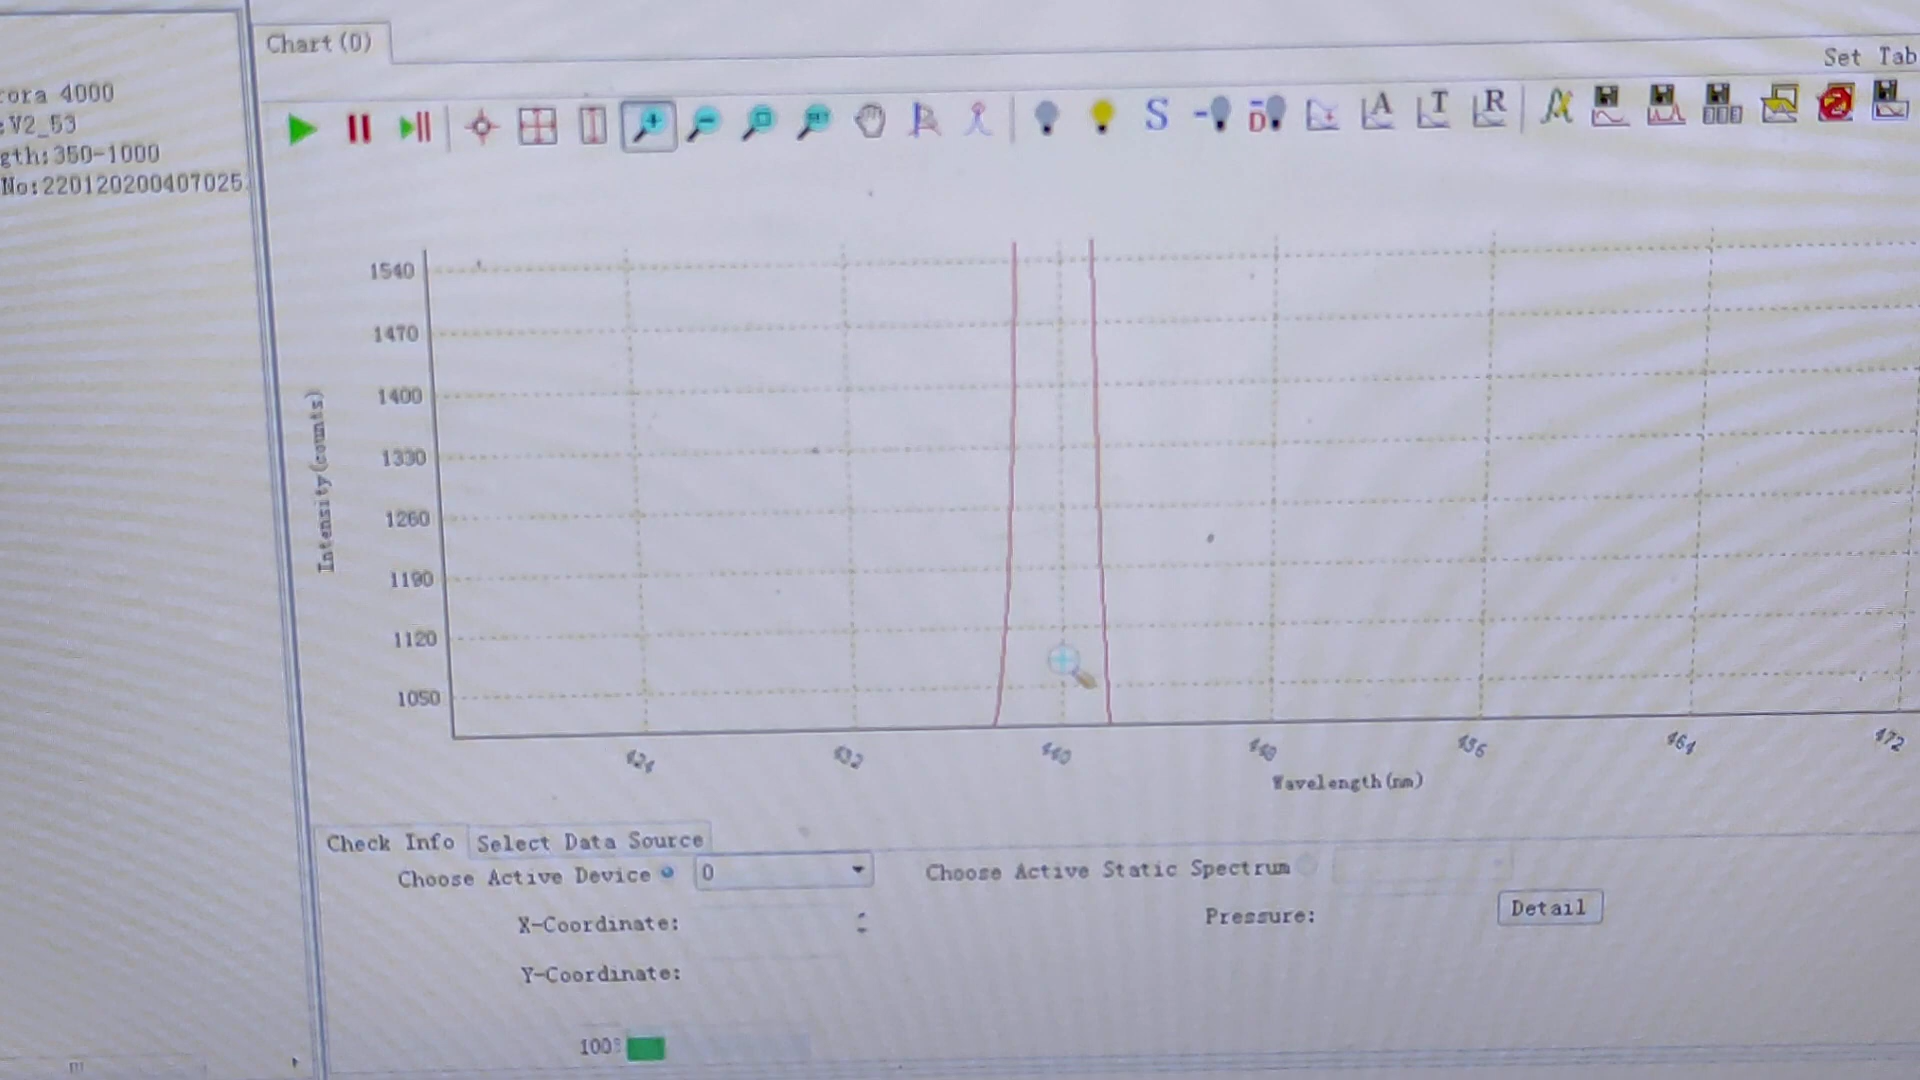 Chart(0)
Set Tab
rora 4000
:V2_53
gth:350-1000
No:220120200407025
S
D
A
T
R
1540
1470
1400
1330
1260
1190
1120
1050
Intensity(counts)
424
432
440
448
456
464
472
Wavelength(nm)
Check Info
Select Data Source
Choose Active Device
0
Choose Active Static Spectrum
X-Coordinate:
Pressure:
Detail
Y-Coordinate:
100%